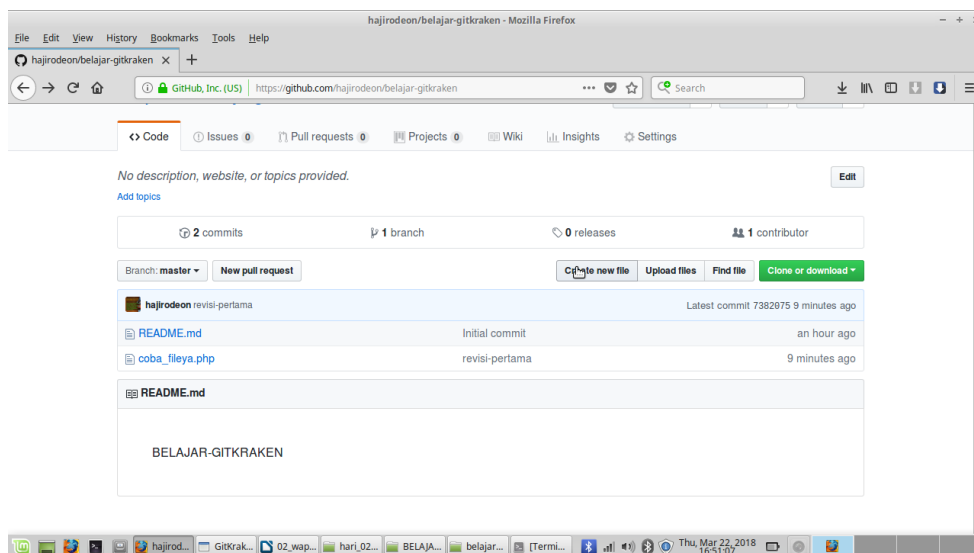 hajirodeon/belajar-gitkraken - Mozilla Firefox
File Edit View History Bookmarks Tools Help
hajirodeon/belajar-gitkraken
GitHub, Inc. (US) https://github.com/hajirodeon/belajar-gitkraken Search
Code Issues 0 Pull requests 0 Projects 0 Wiki Insights Settings
No description, website, or topics provided. Edit
Add topics
2 commits 1 branch 0 releases 1 contributor
Branch: master New pull request Create new file Upload files Find file Clone or download
hajirodeon revisi-pertama Latest commit 7382075 9 minutes ago
README.md Initial commit an hour ago
coba_fileya.php revisi-pertama 9 minutes ago
README.md
BELAJAR-GITKRAKEN
hajirod... GitKrak... 02_wap... hari_02... BELAJA... belajar... [Termi... Thu, Mar 22, 2018
16:51:07